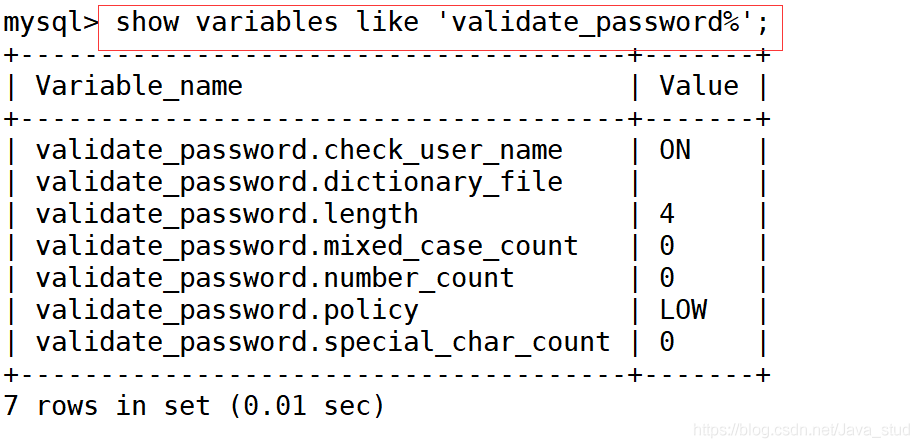 mysql> show variables like 'validate_password%';
+--------------------------------------+-------+
| Variable_name                        | Value |
+--------------------------------------+-------+
| validate_password.check_user_name    | ON    |
| validate_password.dictionary_file    |       |
| validate_password.length             | 4     |
| validate_password.mixed_case_count   | 0     |
| validate_password.number_count       | 0     |
| validate_password.policy             | LOW   |
| validate_password.special_char_count | 0     |
+--------------------------------------+-------+
7 rows in set (0.01 sec)
https://blog.csdn.net/Java_stud